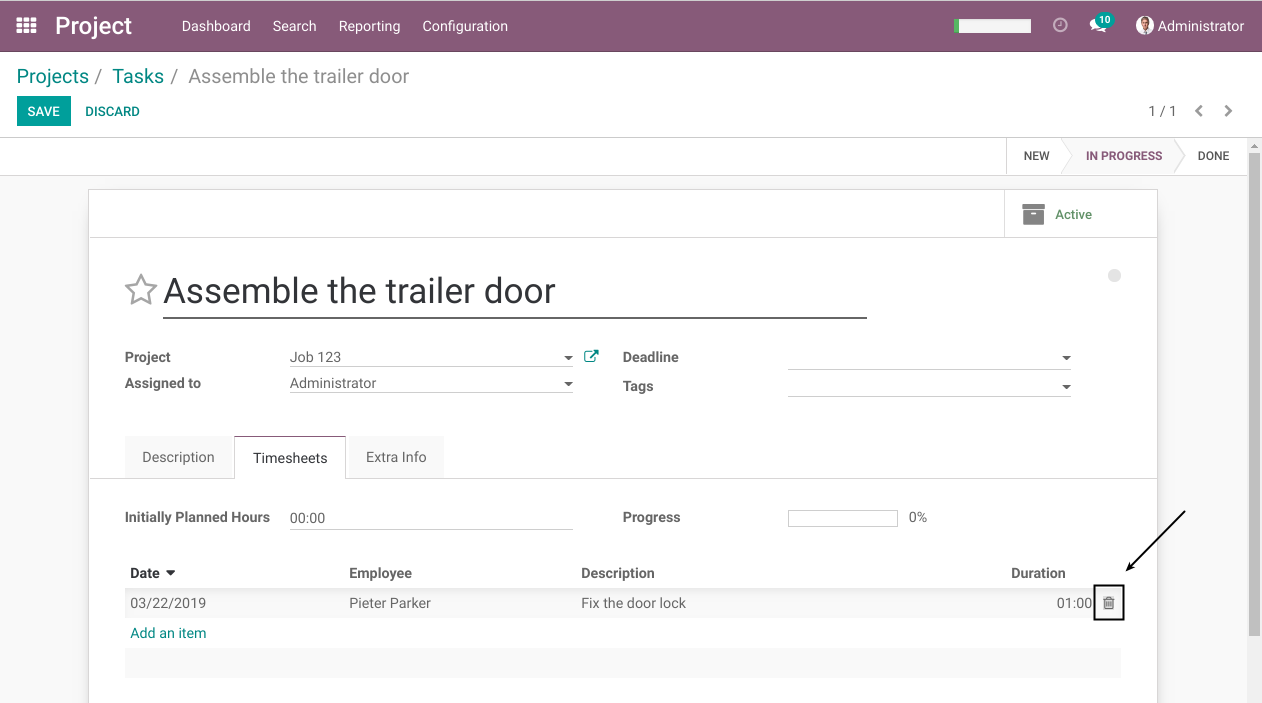 Project Dashboard Search Reporting Configuration 10 Administrator
Projects / Tasks / Assemble the trailer door
SAVE DISCARD 1 / 1
NEW IN PROGRESS DONE
Active
Assemble the trailer door
Project Job 123 Deadline
Assigned to Administrator Tags
Description Timesheets Extra Info
Initially Planned Hours 00:00 Progress 0%
Date Employee Description Duration
03/22/2019 Pieter Parker Fix the door lock 01:00
Add an item